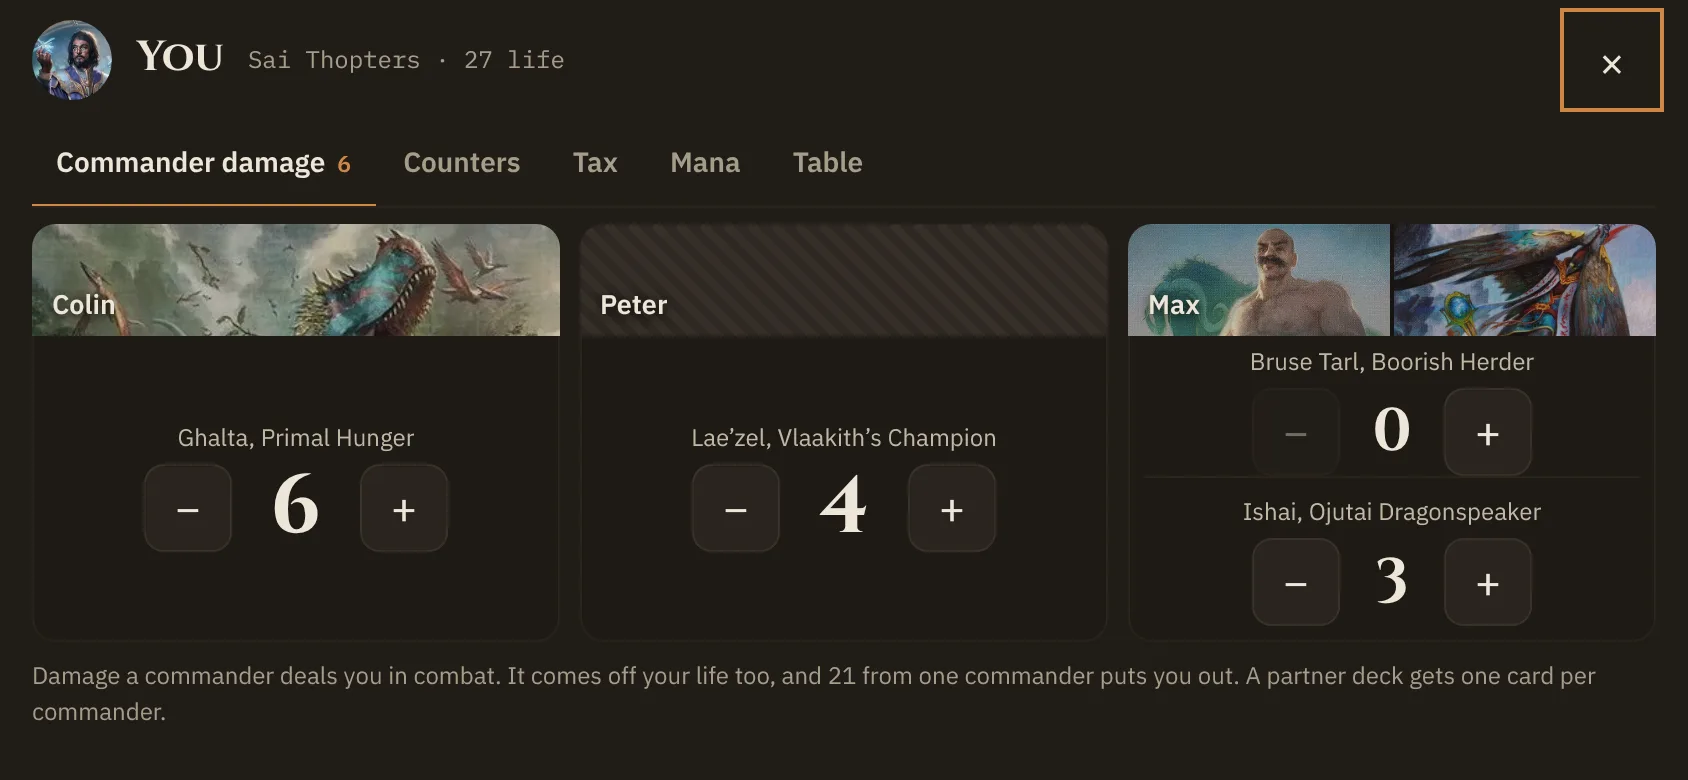 You Sai Thopters · 27 life
×
Commander damage 6 Counters Tax Mana Table
Colin
Peter
Max
Ghalta, Primal Hunger
− 6 +
Lae’zel, Vlaakith’s Champion
− 4 +
Bruse Tarl, Boorish Herder
− 0 +
Ishai, Ojutai Dragonspeaker
− 3 +
Damage a commander deals you in combat. It comes off your life too, and 21 from one commander puts you out. A partner deck gets one card per
commander.